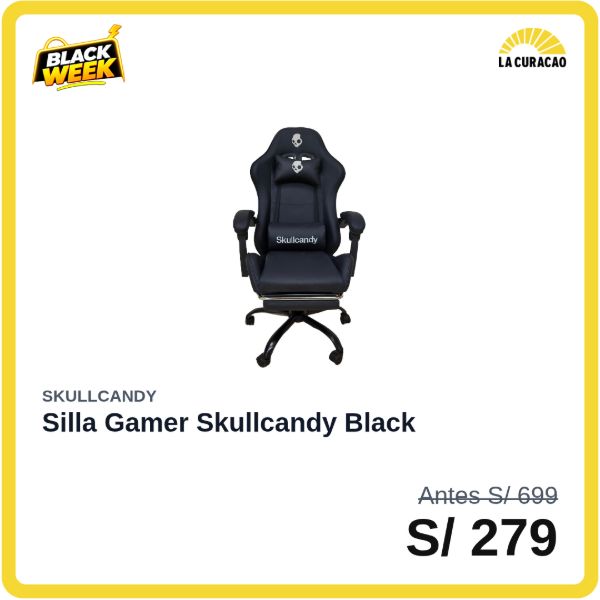 BLACK
WEEK
LA CURACAO
Skullcandy
SKULLCANDY
Silla Gamer Skullcandy Black
Antes S/ 699
S/ 279